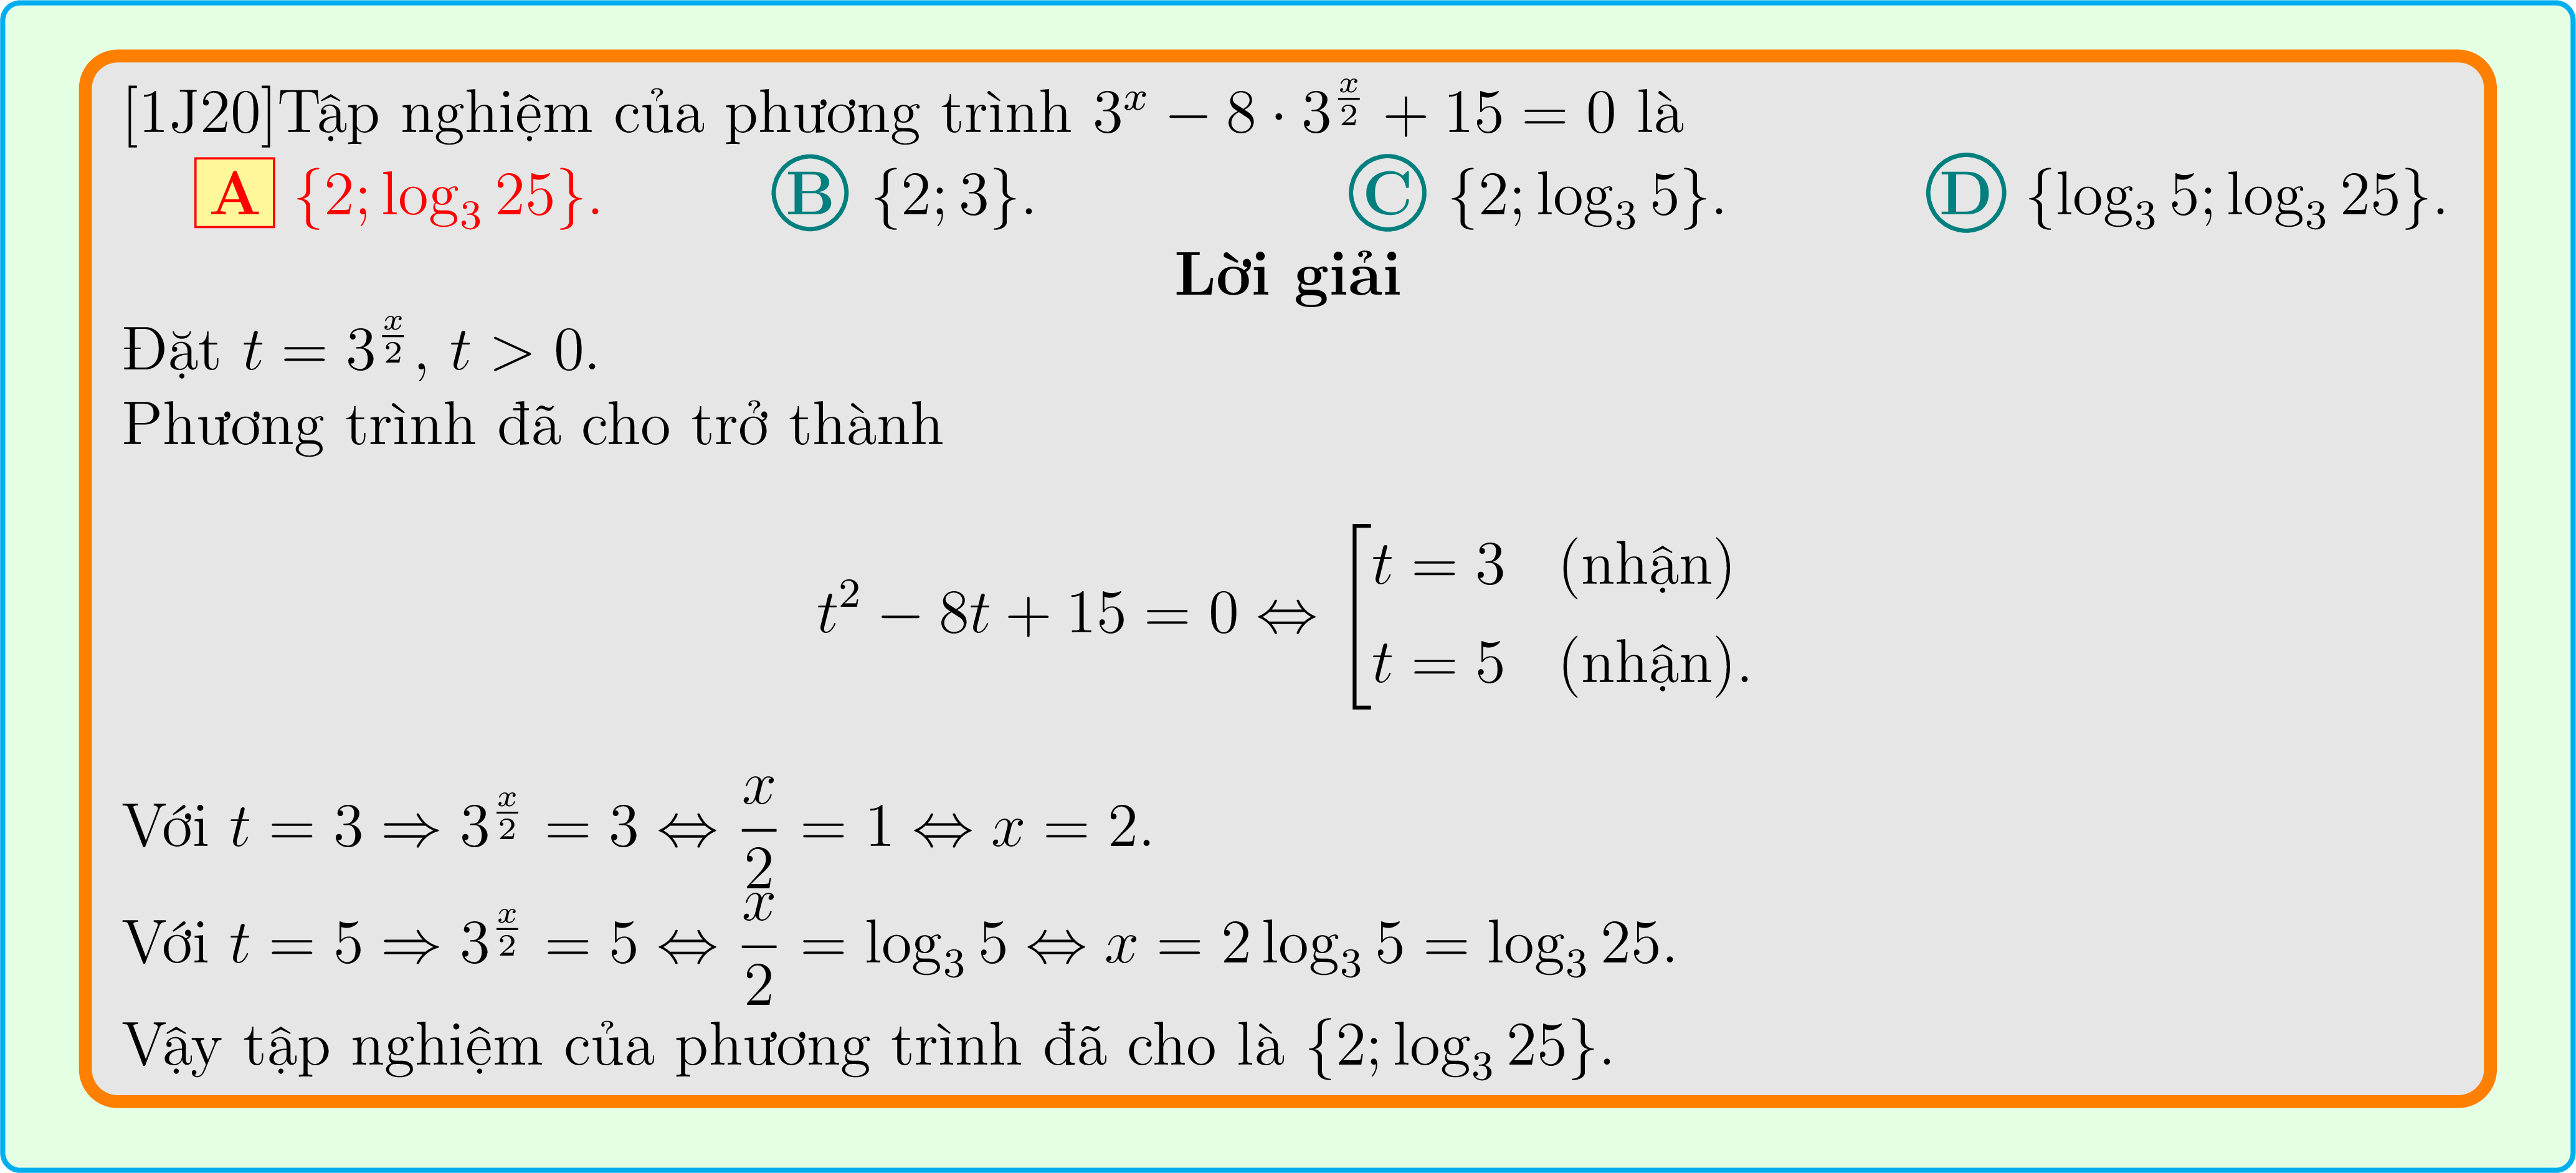 [1J20]Tập nghiệm của phương trình $3^x - 8 \cdot 3^{\frac{x}{2}} + 15 = 0$ là
A $\{2; \log_3 25\}$. B $\{2; 3\}$. C $\{2; \log_3 5\}$. D $\{\log_3 5; \log_3 25\}$.
Lời giải
Đặt $t = 3^{\frac{x}{2}}$, $t > 0$.
Phương trình đã cho trở thành
$t^2 - 8t + 15 = 0 \Leftrightarrow \left[\begin{array}{l} t = 3 \quad \text{(nhận)} \\ t = 5 \quad \text{(nhận)}. \end{array}\right.$
Với $t = 3 \Rightarrow 3^{\frac{x}{2}} = 3 \Leftrightarrow \dfrac{x}{2} = 1 \Leftrightarrow x = 2$.
Với $t = 5 \Rightarrow 3^{\frac{x}{2}} = 5 \Leftrightarrow \dfrac{x}{2} = \log_3 5 \Leftrightarrow x = 2 \log_3 5 = \log_3 25$.
Vậy tập nghiệm của phương trình đã cho là $\{2; \log_3 25\}$.